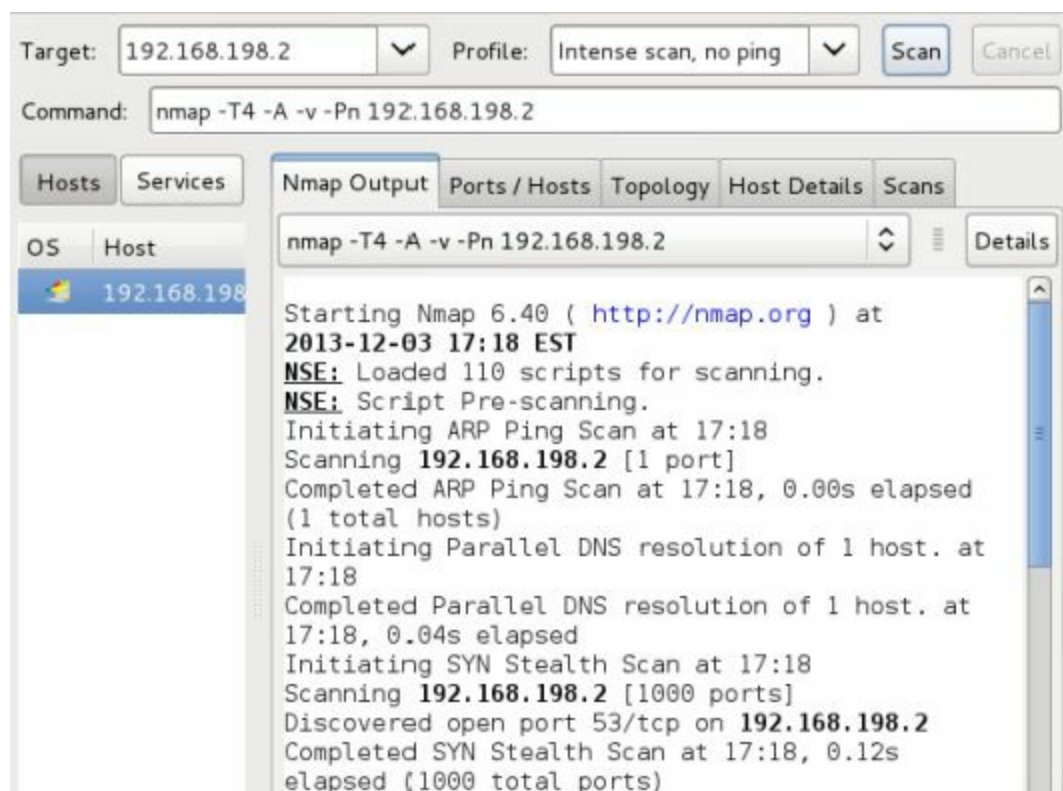 Target: 192.168.198.2 Profile: Intense scan, no ping Scan Cancel
Command: nmap -T4 -A -v -Pn 192.168.198.2
Hosts Services
Nmap Output Ports / Hosts Topology Host Details Scans
OS Host
192.168.198
nmap -T4 -A -v -Pn 192.168.198.2 Details
Starting Nmap 6.40 ( http://nmap.org ) at
2013-12-03 17:18 EST
NSE: Loaded 110 scripts for scanning.
NSE: Script Pre-scanning.
Initiating ARP Ping Scan at 17:18
Scanning 192.168.198.2 [1 port]
Completed ARP Ping Scan at 17:18, 0.00s elapsed
(1 total hosts)
Initiating Parallel DNS resolution of 1 host. at
17:18
Completed Parallel DNS resolution of 1 host. at
17:18, 0.04s elapsed
Initiating SYN Stealth Scan at 17:18
Scanning 192.168.198.2 [1000 ports]
Discovered open port 53/tcp on 192.168.198.2
Completed SYN Stealth Scan at 17:18, 0.12s
elapsed (1000 total ports)